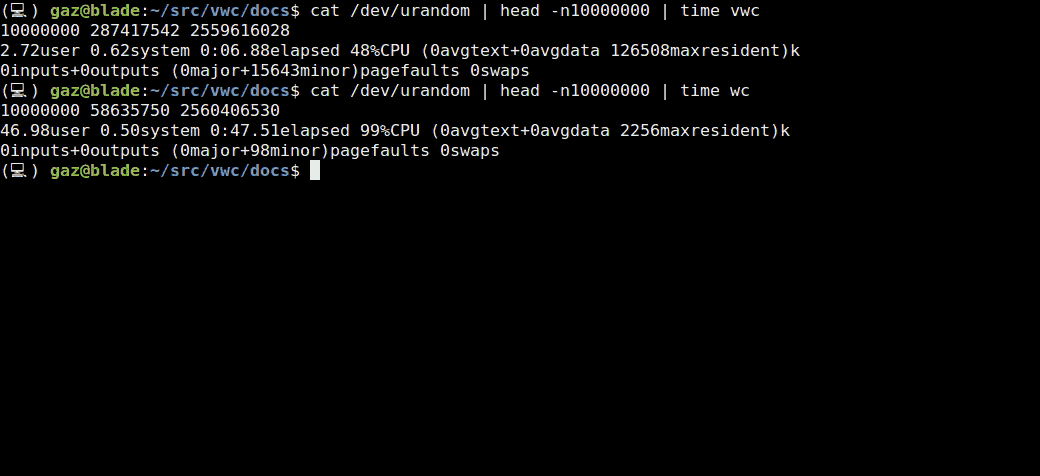 (💻) gaz@blade:~/src/vwc/docs$ cat /dev/urandom | head -n10000000 | time vwc
10000000 287417542 2559616028
2.72user 0.62system 0:06.88elapsed 48%CPU (0avgtext+0avgdata 126508maxresident)k
0inputs+0outputs (0major+15643minor)pagefaults 0swaps
(💻) gaz@blade:~/src/vwc/docs$ cat /dev/urandom | head -n10000000 | time wc
10000000 58635750 2560406530
46.98user 0.50system 0:47.51elapsed 99%CPU (0avgtext+0avgdata 2256maxresident)k
0inputs+0outputs (0major+98minor)pagefaults 0swaps
(💻) gaz@blade:~/src/vwc/docs$